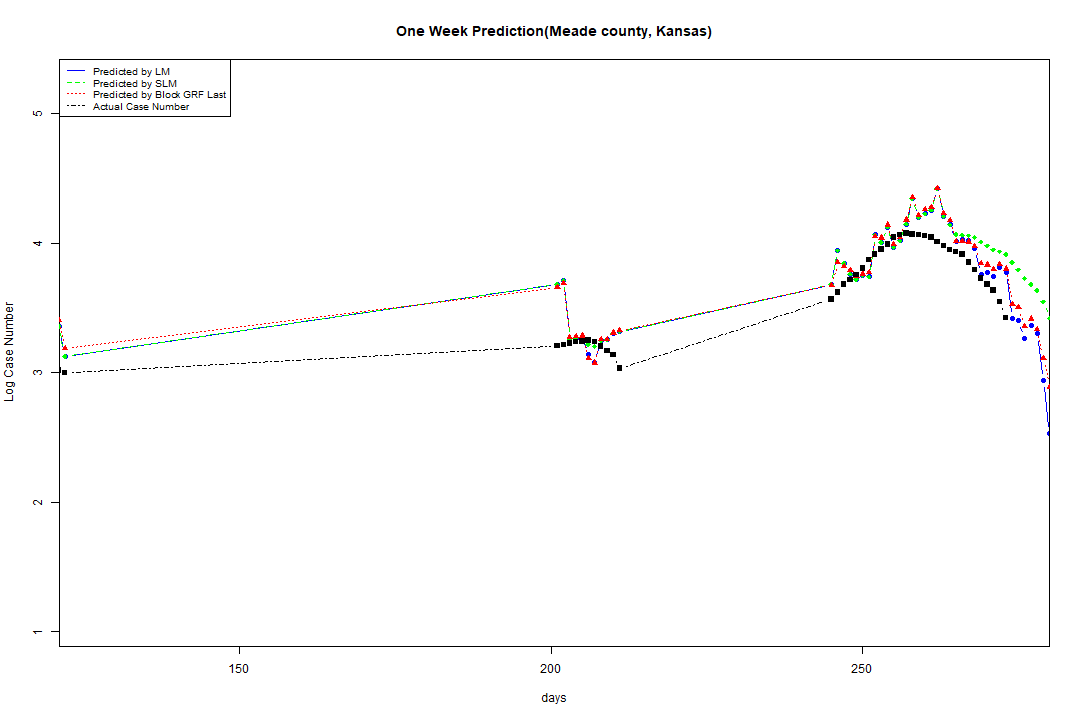 One Week Prediction(Meade county, Kansas)
Predicted by LM
Predicted by SLM
Predicted by Block GRF Last
Actual Case Number
5
4
3
2
1
Log Case Number
150
200
250
days